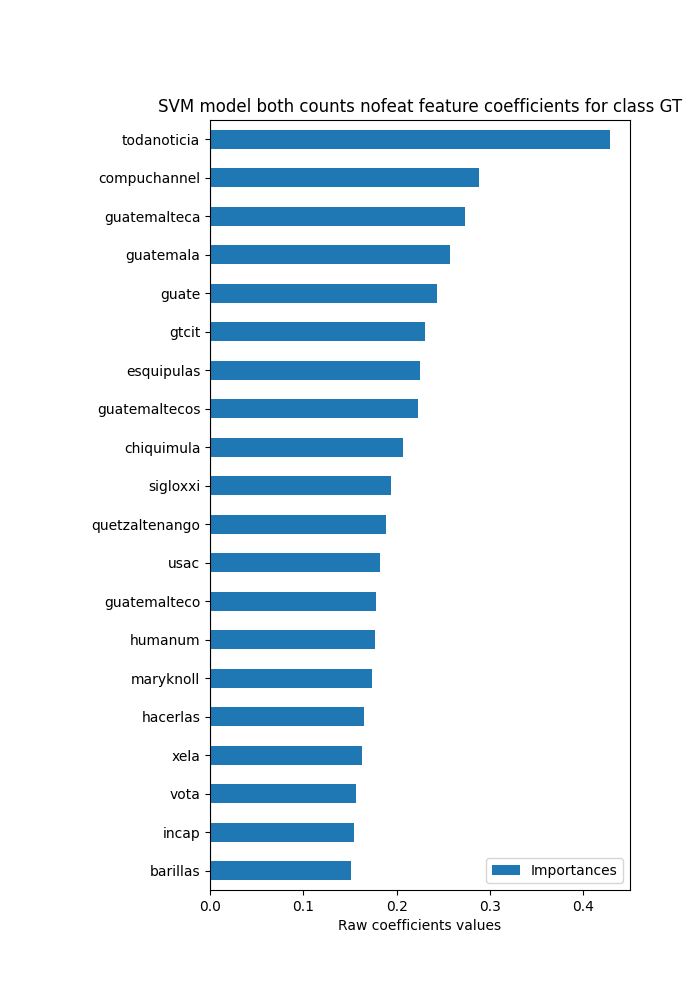 SVM model both counts nofeat feature coefficients for class GT
todanoticia
compuchannel
guatemalteca
guatemala
guate
gtcit
esquipulas
guatemaltecos
chiquimula
sigloxxi
quetzaltenango
usac
guatemalteco
humanum
maryknoll
hacerlas
xela
vota
incap
barillas
Importances
0.0 0.1 0.2 0.3 0.4
Raw coefficients values